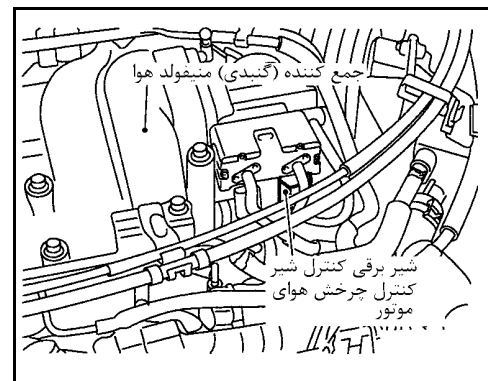 جمع کننده (گنبدی) منیفولد هوا
شیر برقی کنترل شیر
کنترل چرخش هوای
موتور